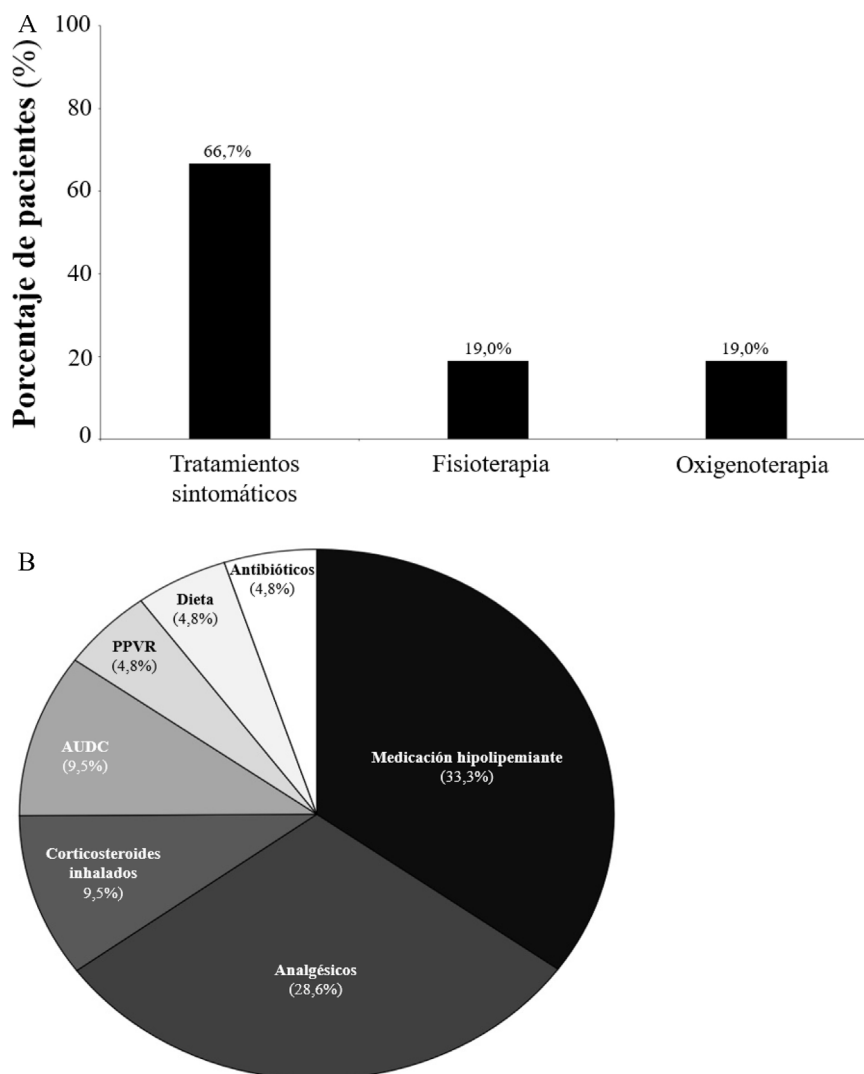 A
Porcentaje de pacientes (%)
100
80
60
40
20
0
66,7%
19,0%
19,0%
Tratamientos
sintomáticos
Fisioterapia
Oxigenoterapia
B
Antibióticos
(4,8%)
Dieta
(4,8%)
PPVR
(4,8%)
AUDC
(9,5%)
Corticosteroides
inhalados
9,5%)
Analgésicos
(28,6%)
Medicación hipolipemiante
(33,3%)